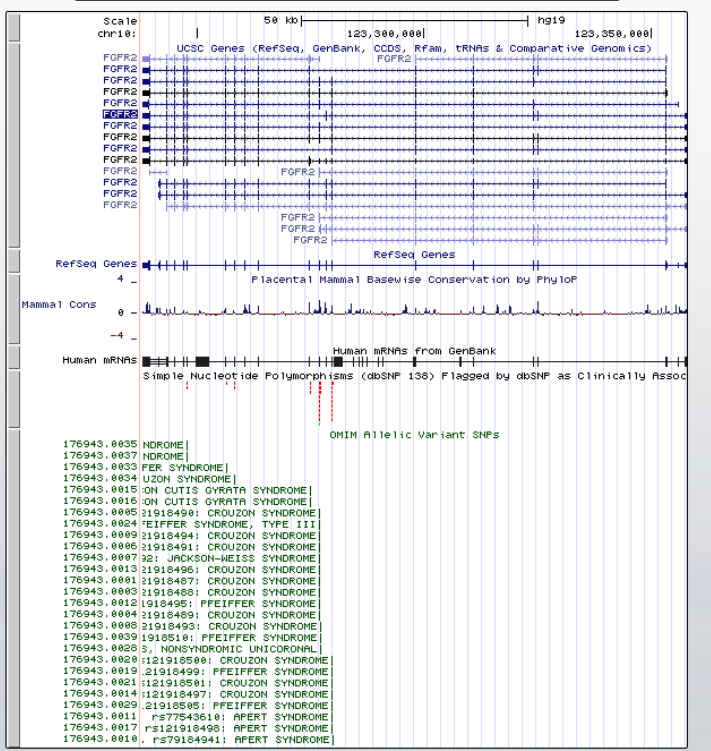 Scale 50 kb hg19
chr10: 123,300,000 123,350,000
UCSC Genes (RefSeq, GenBank, CCDS, Rfam, tRNAs & Comparative Genomics)
FGFR2 FGFR2
FGFR2
FGFR2
FGFR2
FGFR2
FGFR2
FGFR2
FGFR2
FGFR2
FGFR2
FGFR2 FGFR2
FGFR2
FGFR2
FGFR2
FGFR2
FGFR2
FGFR2
RefSeq Genes
RefSeq Genes
4 _ Placental Mammal Basewise Conservation by PhyloP
Mammal Cons
0 -
-4 _
Human mRNAs from GenBank
Human mRNAs
Simple Nucleotide Polymorphisms (dbSNP 138) Flagged by dbSNP as Clinically Assoc
OMIM Allelic Variant SNPs
176943.0035 NDROME
176943.0037 NDROME
176943.0033 FER SYNDROME
176943.0034 UZON SYNDROME
176943.0015 ON CUTIS GYRATA SYNDROME
176943.0016 ON CUTIS GYRATA SYNDROME
176943.0005 21918490: CROUZON SYNDROME
176943.0024 FEIFFER SYNDROME, TYPE III
176943.0009 21918494: CROUZON SYNDROME
176943.0006 21918491: CROUZON SYNDROME
176943.0007 92: JACKSON-WEISS SYNDROME
176943.0013 21918496: CROUZON SYNDROME
176943.0001 21918487: CROUZON SYNDROME
176943.0003 21918488: CROUZON SYNDROME
176943.0012 1918495: PFEIFFER SYNDROME
176943.0004 21918489: CROUZON SYNDROME
176943.0008 21918493: CROUZON SYNDROME
176943.0039 1918510: PFEIFFER SYNDROME
176943.0028 S, NONSYNDROMIC UNICORONAL
176943.0020 s121918500: CROUZON SYNDROME
176943.0019 21918499: PFEIFFER SYNDROME
176943.0021 s121918501: CROUZON SYNDROME
176943.0014 s121918497: CROUZON SYNDROME
176943.0029 21918505: PFEIFFER SYNDROME
176943.0011 rs77543610: APERT SYNDROME
176943.0017 rs121918498: APERT SYNDROME
176943.0010 rs79184941: APERT SYNDROME